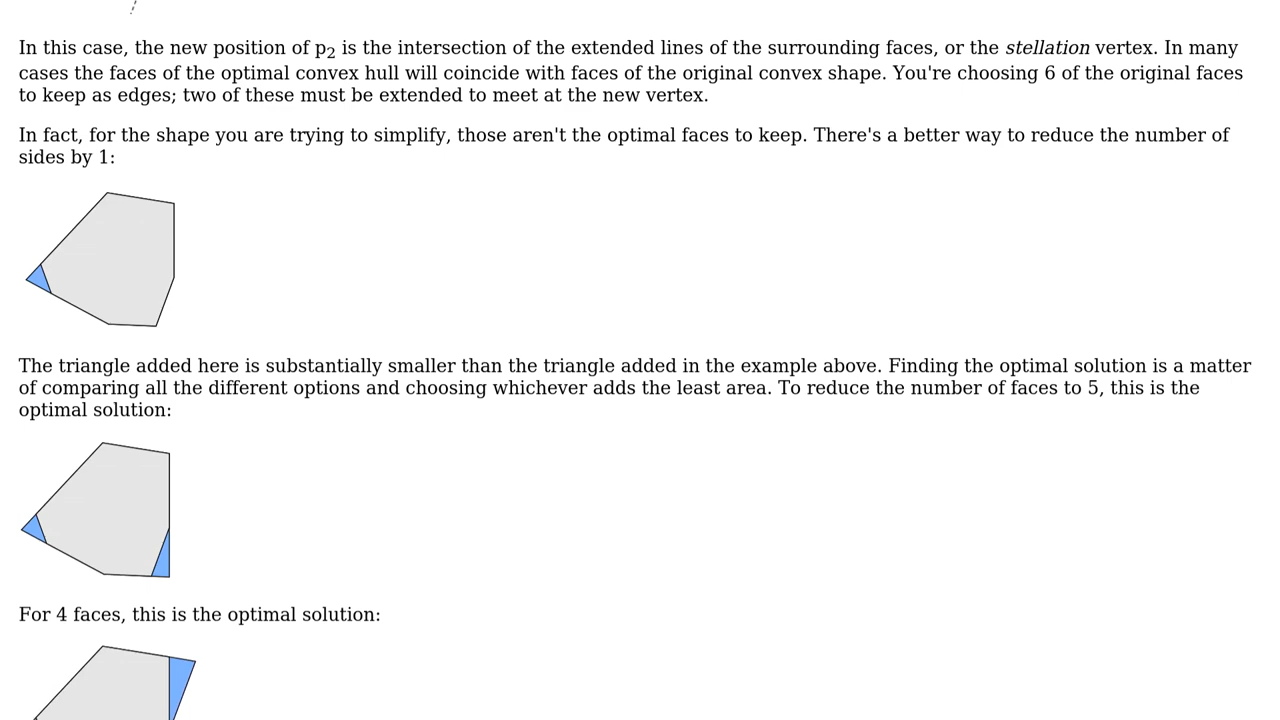 In this case, the new position of p2 is the intersection of the extended lines of the surrounding faces, or the stellation vertex. In many
cases the faces of the optimal convex hull will coincide with faces of the original convex shape. You're choosing 6 of the original faces
to keep as edges; two of these must be extended to meet at the new vertex.
In fact, for the shape you are trying to simplify, those aren't the optimal faces to keep. There's a better way to reduce the number of
sides by 1:
The triangle added here is substantially smaller than the triangle added in the example above. Finding the optimal solution is a matter
of comparing all the different options and choosing whichever adds the least area. To reduce the number of faces to 5, this is the
optimal solution:
For 4 faces, this is the optimal solution: